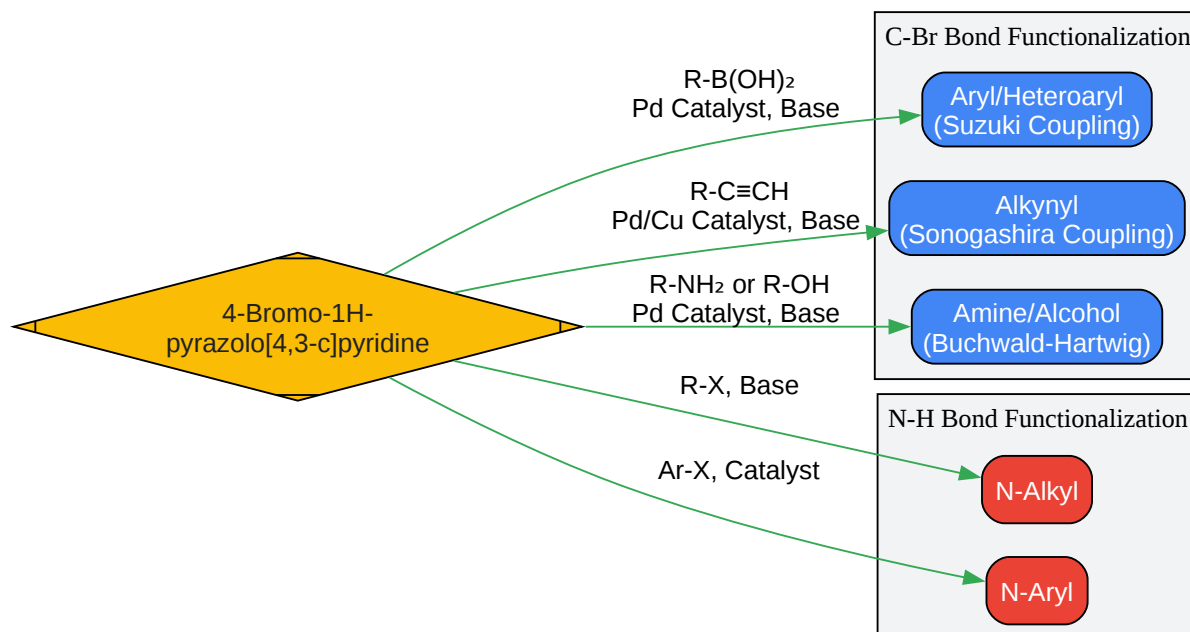 C-Br Bond Functionalization
R-B(OH)₂
Pd Catalyst, Base
Aryl/Heteroaryl
(Suzuki Coupling)
R-C≡CH
Pd/Cu Catalyst, Base
Alkynyl
(Sonogashira Coupling)
4-Bromo-1H-
pyrazolo[4,3-c]pyridine
R-NH₂ or R-OH
Pd Catalyst, Base
Amine/Alcohol
(Buchwald-Hartwig)
R-X, Base
N-H Bond Functionalization
N-Alkyl
Ar-X, Catalyst
N-Aryl